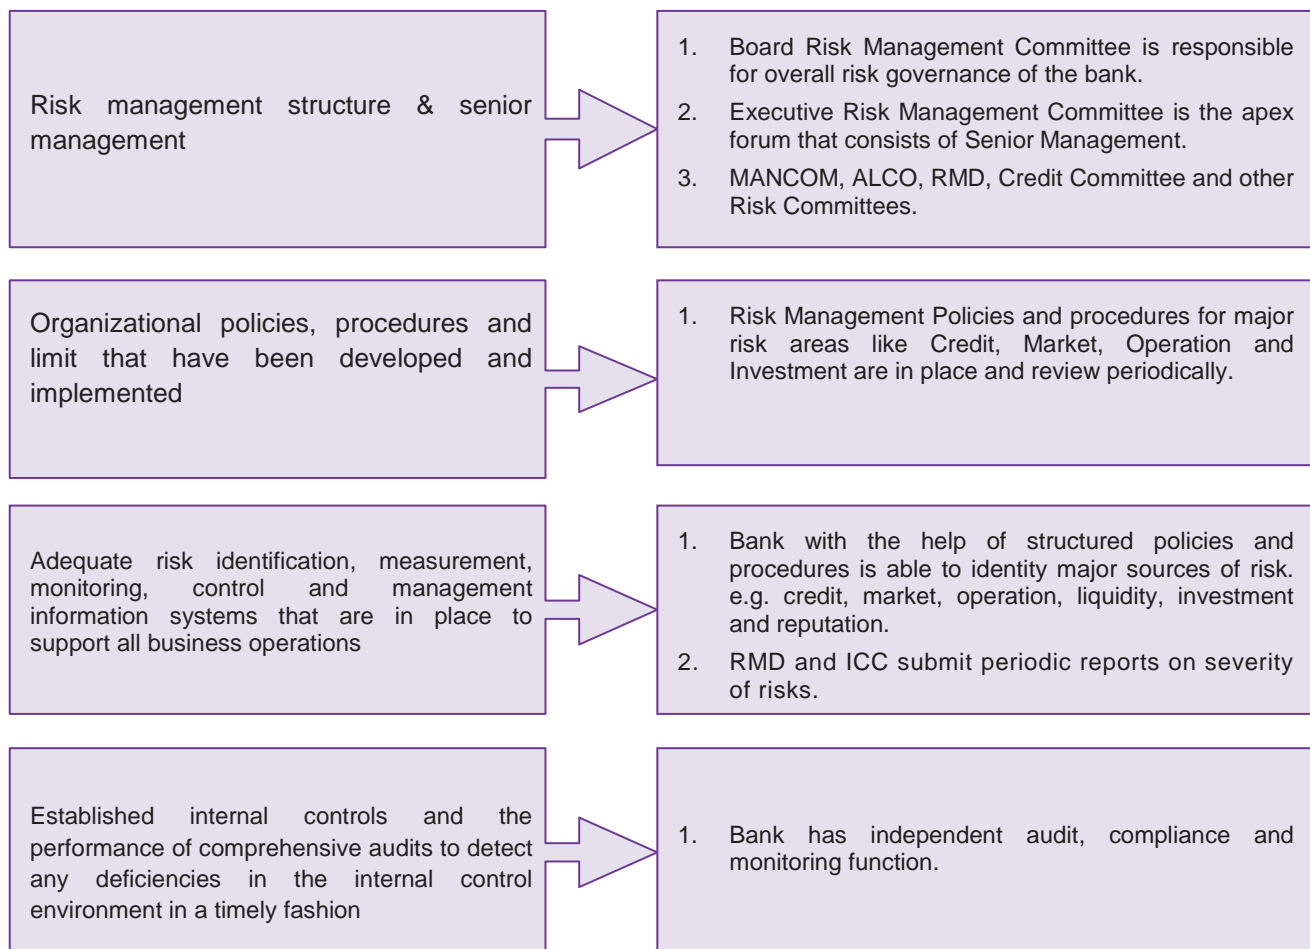 Risk management structure & senior
management
1. Board Risk Management Committee is responsible
for overall risk governance of the bank.
2. Executive Risk Management Committee is the apex
forum that consists of Senior Management.
3. MANCOM, ALCO, RMD, Credit Committee and other
Risk Committees.
Organizational policies, procedures and
limit that have been developed and
implemented
1. Risk Management Policies and procedures for major
risk areas like Credit, Market, Operation and
Investment are in place and review periodically.
Adequate risk identification, measurement,
monitoring, control and management
information systems that are in place to
support all business operations
1. Bank with the help of structured policies and
procedures is able to identity major sources of risk.
e.g. credit, market, operation, liquidity, investment
and reputation.
2. RMD and ICC submit periodic reports on severity
of risks.
Established internal controls and the
performance of comprehensive audits to detect
any deficiencies in the internal control
environment in a timely fashion
1. Bank has independent audit, compliance and
monitoring function.